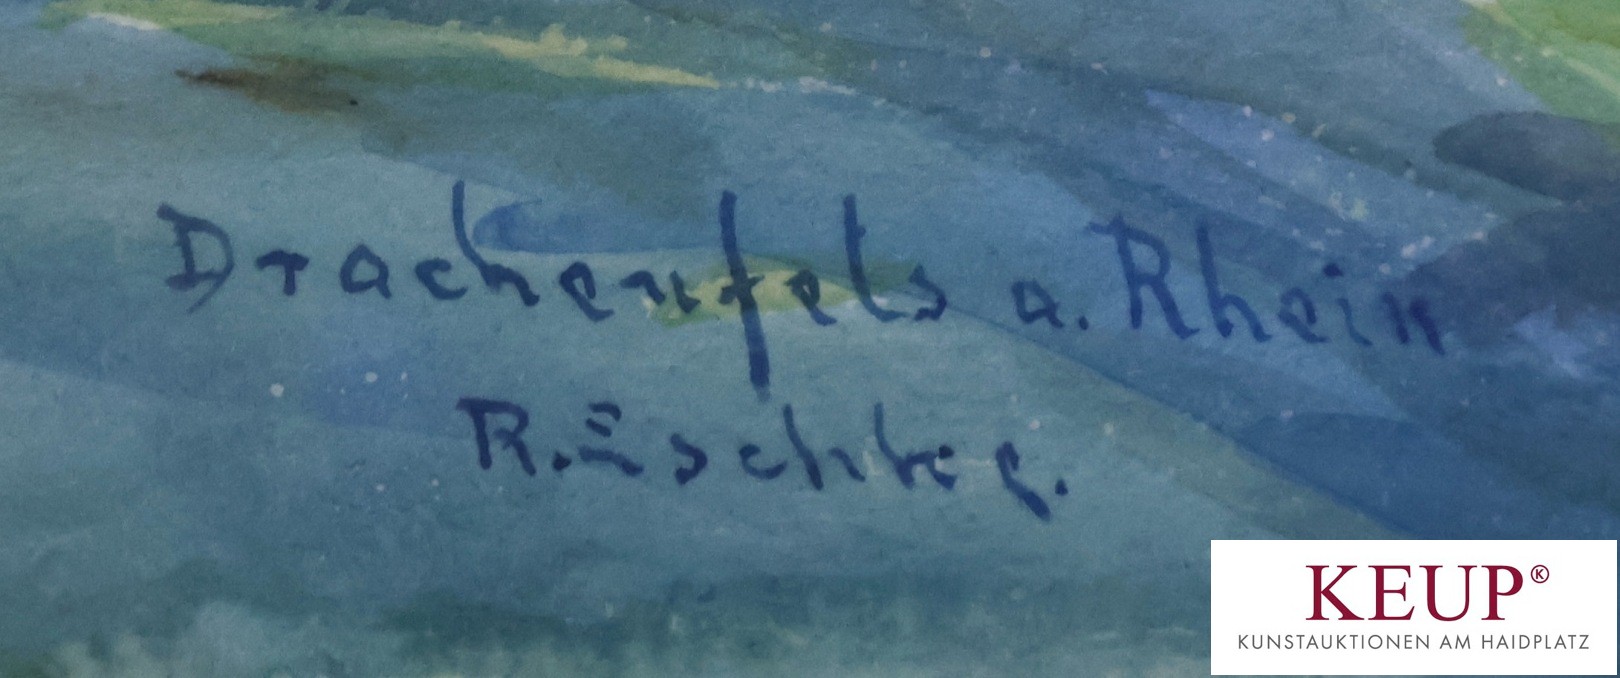 Drachenfels a. Rhein
R.
KEUP®
KUNSTAUKTIONEN AM HAIDPLATZ